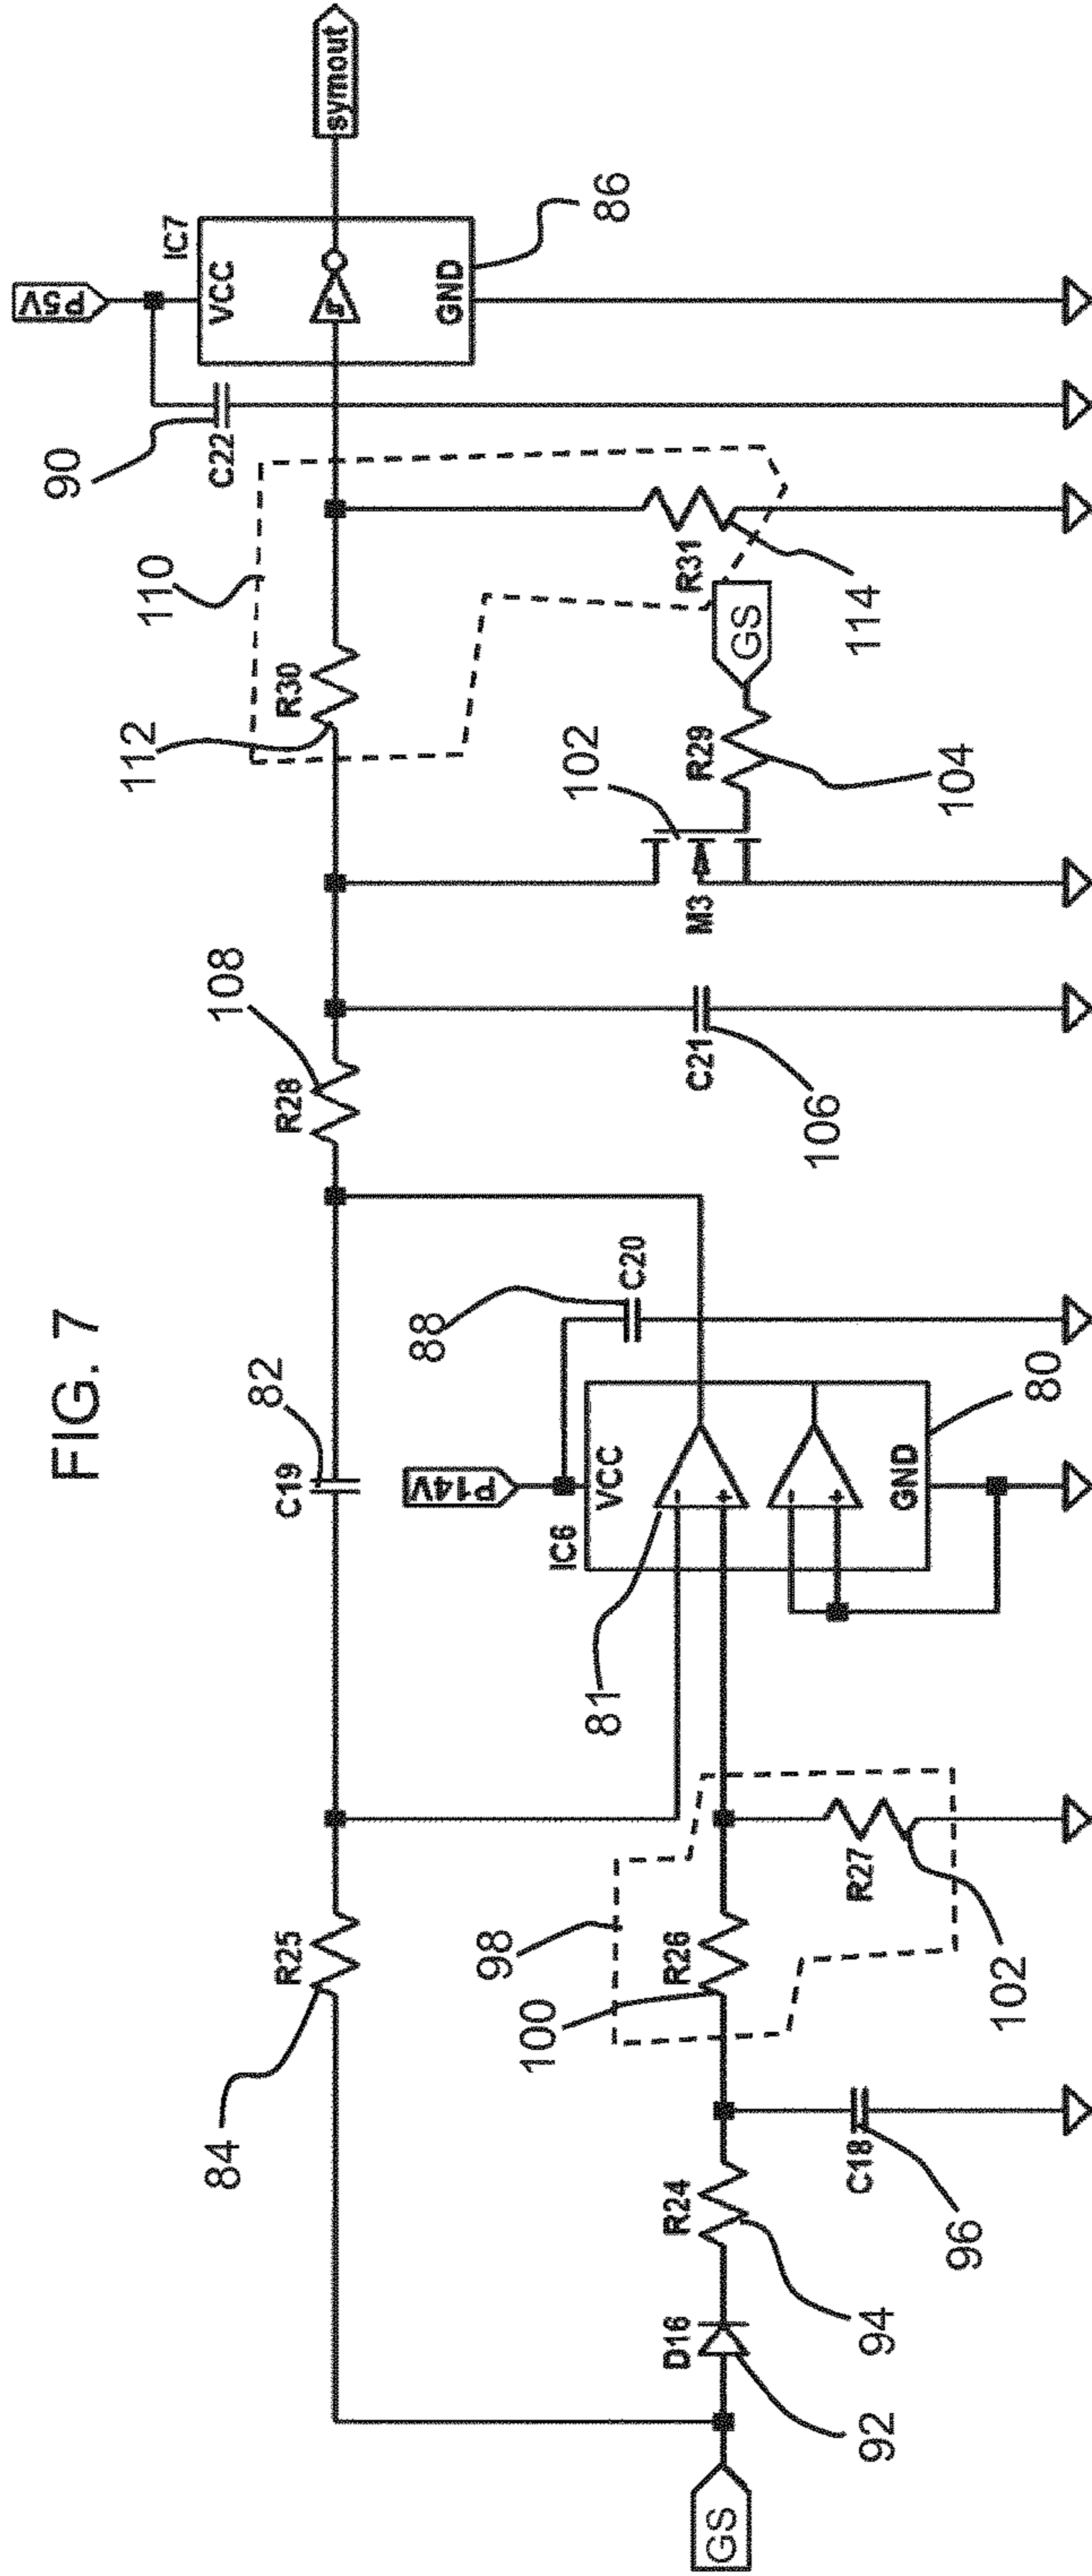 FIG. 7
GS
92
D16
94
R24
96
C18
84
R25
98
100
R26
102
R27
81
82
C19
IC6
P14V
VCC
-
+
-
+
GND
80
88
C20
108
R28
106
C21
102
M3
104
R29
GS
112
R30
110
114
R31
90
C22
P5V
IC7
VCC
GND
86
symout